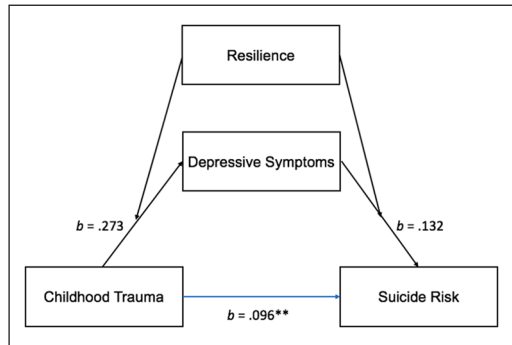 Resilience
Depressive Symptoms
b = .273
b = .132
Childhood Trauma
Suicide Risk
b = .096**